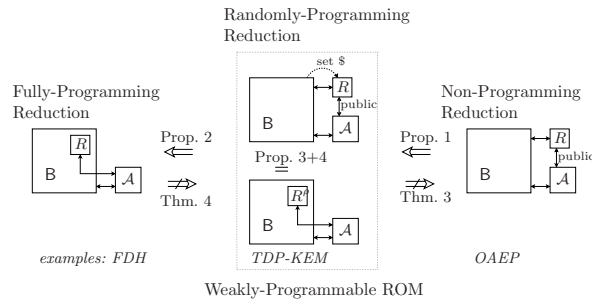 Randomly-Programming
Reduction
set $
R
public
B
A
Fully-Programming
Reduction
R
B
A
Prop. 2
Thm. 4
Prop. 3+4
=
Rᵖ
B
A
Prop. 1
Thm. 3
Non-Programming
Reduction
R
public
B
A
examples: FDH
TDP-KEM
OAEP
Weakly-Programmable ROM